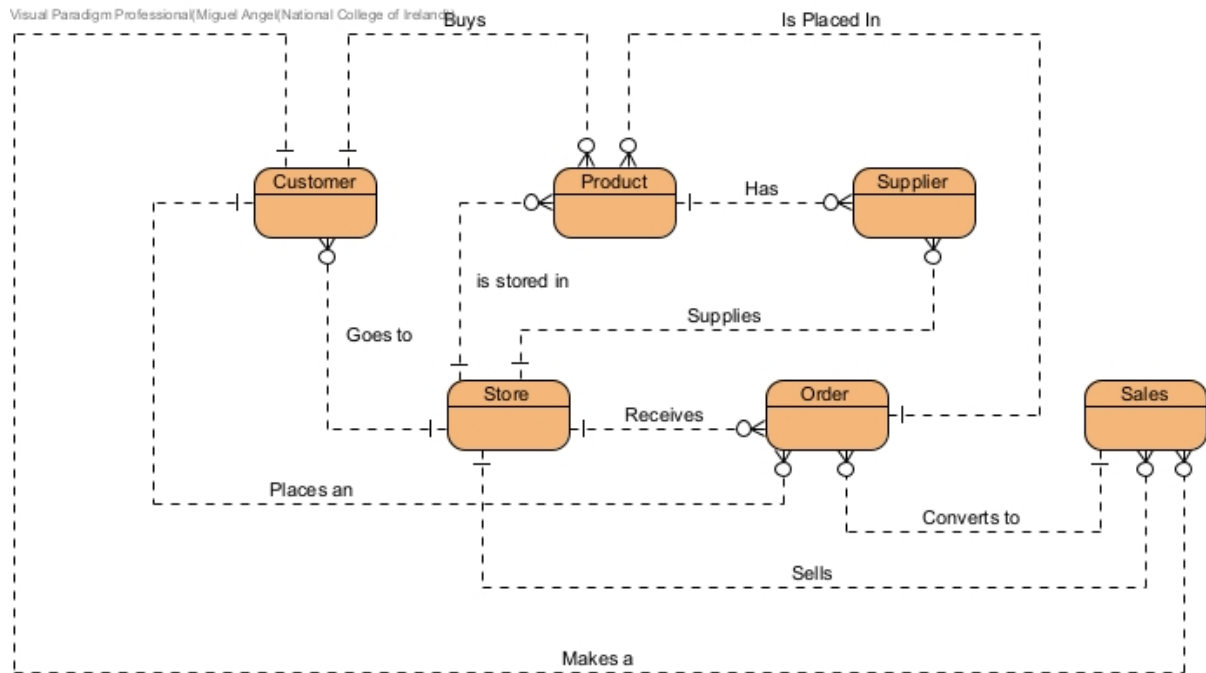 Visual Paradigm Professional(Miguel Angel(National College of Ireland))
Buys
Is Placed In
Customer
Product
Supplier
Has
is stored in
Supplies
Goes to
Store
Order
Sales
Receives
Places an
Converts to
Sells
Makes a